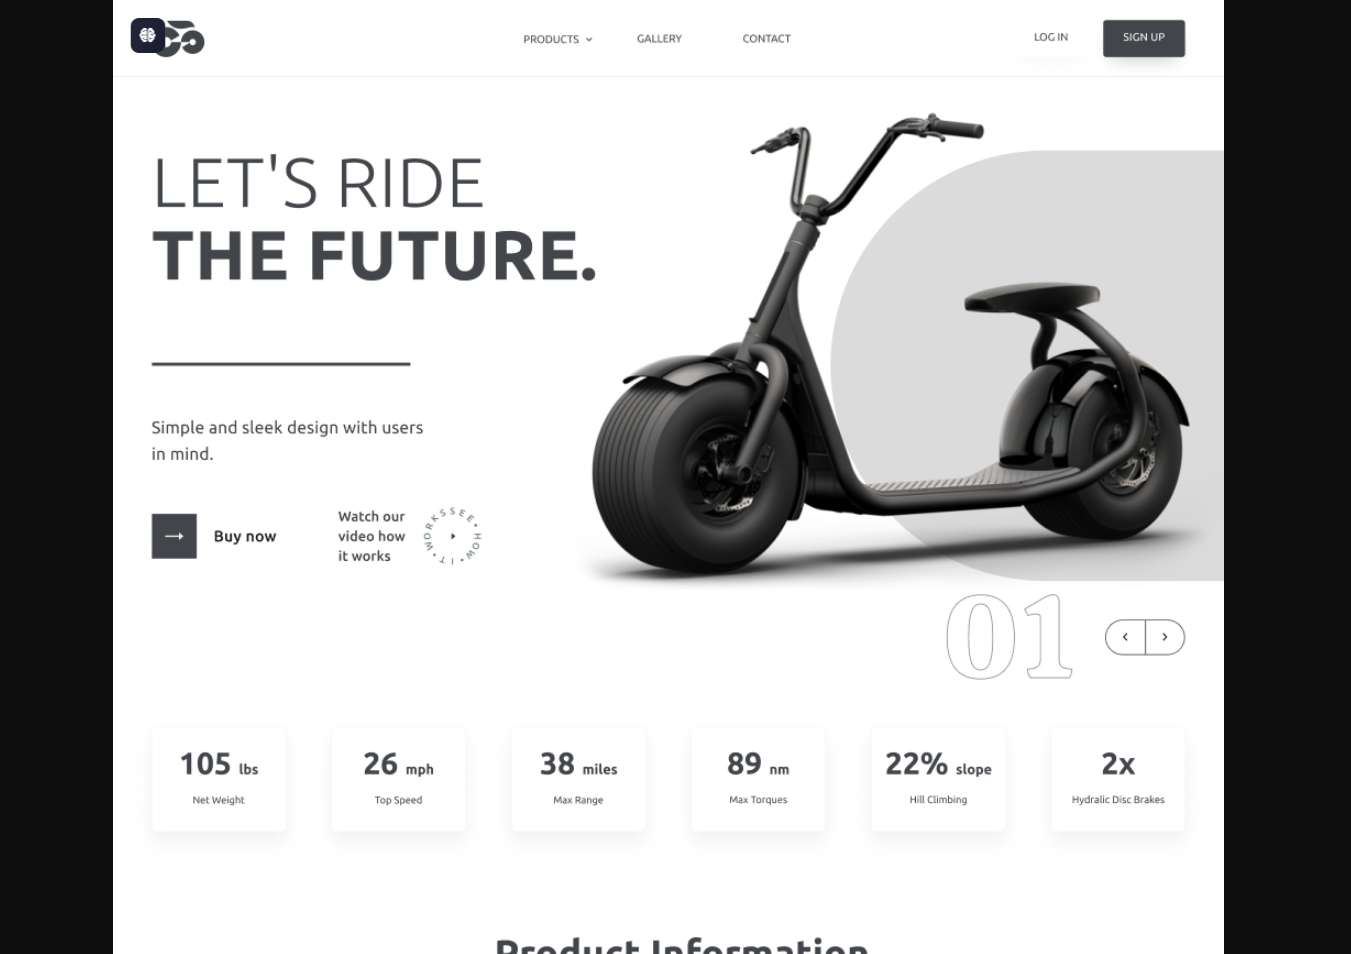 PRODUCTS
GALLERY
CONTACT
LOG IN
SIGN UP
LET'S RIDE
THE FUTURE.
Simple and sleek design with users
in mind.
Buy now
Watch our
video how
it works
SEE • HOW • IT • WORKS
01
105 lbs
Net Weight
26 mph
Top Speed
38 miles
Max Range
89 nm
Max Torques
22% slope
Hill Climbing
2x
Hydralic Disc Brakes
Product Information